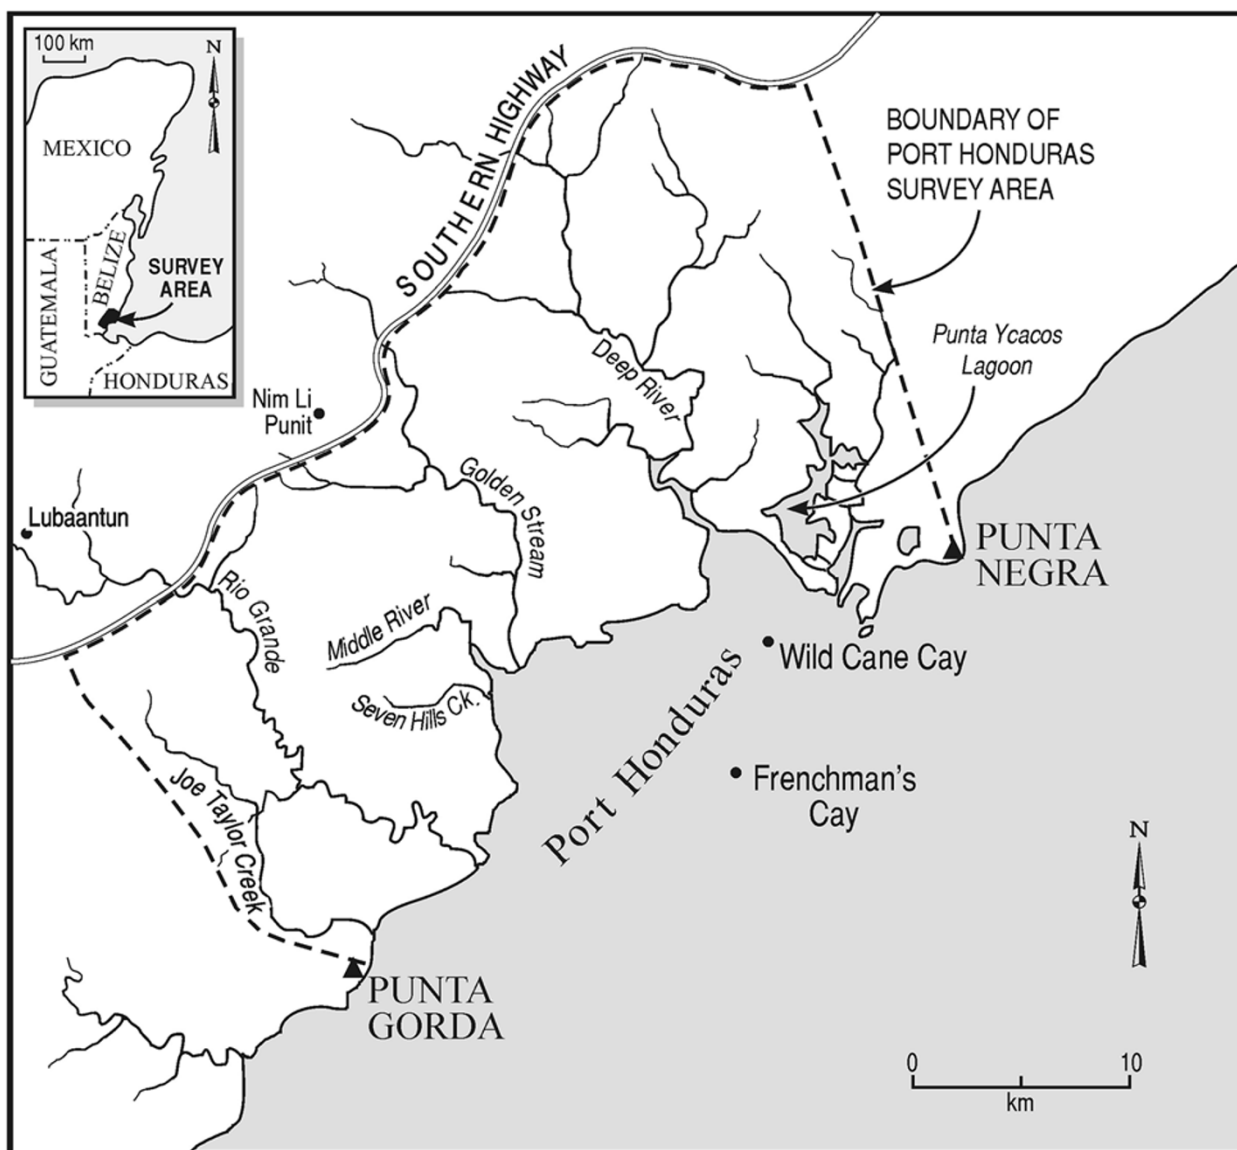 100 km
N
MEXICO
GUATEMALA
BELIZE
SURVEY
AREA
HONDURAS
SOUTHERN HIGHWAY
BOUNDARY OF
PORT HONDURAS
SURVEY AREA
Punta Ycacos
Lagoon
Deep River
Nim Li
Punit
Golden Stream
Lubaantun
PUNTA
NEGRA
Rio Grande
Middle River
Wild Cane Cay
Seven Hills Ck.
Port Honduras
Frenchman's
Cay
Joe Taylor Creek
N
PUNTA
GORDA
0 10
km